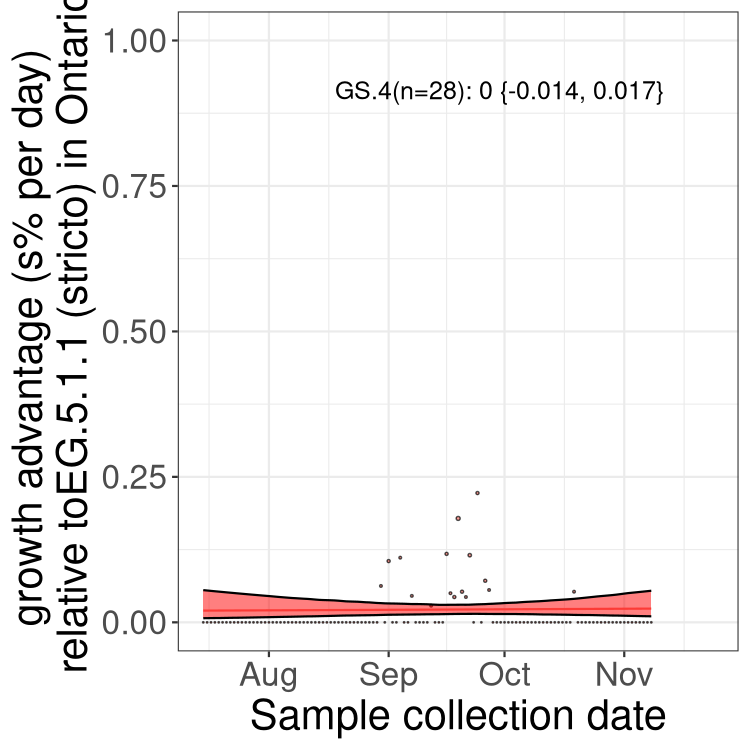 growth advantage (s% per day)
relative toEG.5.1.1 (stricto) in Ontario
1.00
0.75
0.50
0.25
0.00
GS.4(n=28): 0 {-0.014, 0.017}
Aug Sep Oct Nov
Sample collection date